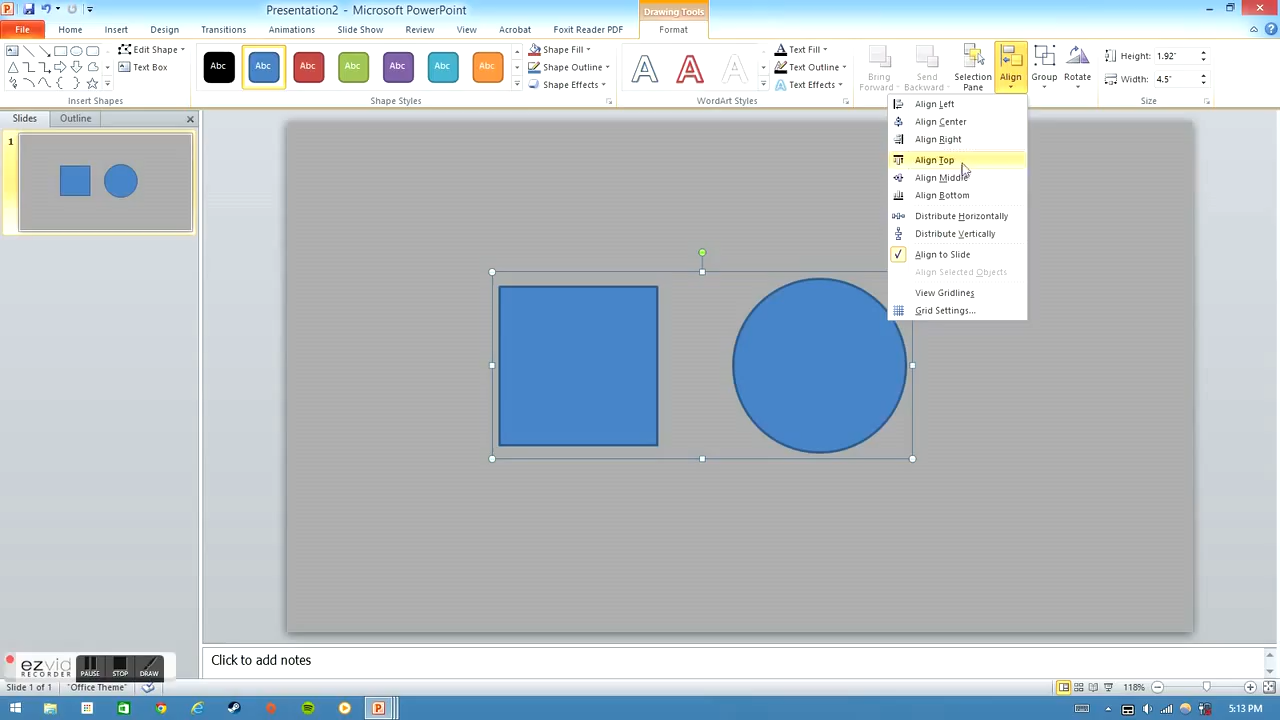 Presentation2 - Microsoft PowerPoint
Drawing Tools
File Home Insert Design Transitions Animations Slide Show Review View Acrobat Foxit Reader PDF Format
Edit Shape
Text Box
Insert Shapes
Abc Abc Abc Abc Abc Abc Abc
Shape Fill
Shape Outline
Shape Effects
Shape Styles
A A A
Text Fill
Text Outline
Text Effects
WordArt Styles
Bring Forward
Send Backward
Selection Pane
Align
Group
Rotate
Height: 1.92"
Width: 4.5"
Size
Align Left
Align Center
Align Right
Align Top
Align Middle
Align Bottom
Distribute Horizontally
Distribute Vertically
Align to Slide
Align Selected Objects
View Gridlines
Grid Settings...
Slides Outline
1
Click to add notes
ezvid
RECORDER
PAUSE STOP DRAW
Slide 1 of 1 "Office Theme" 118%
5:13 PM